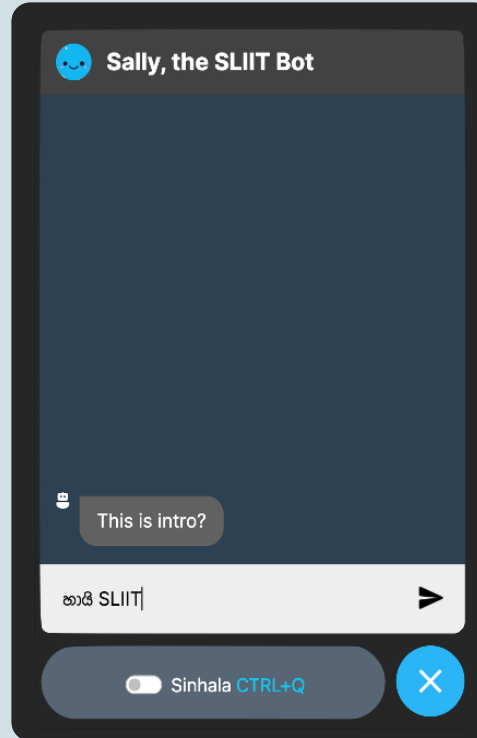 Sally, the SLIIT Bot
This is intro?
හායි SLIIT
Sinhala CTRL+Q